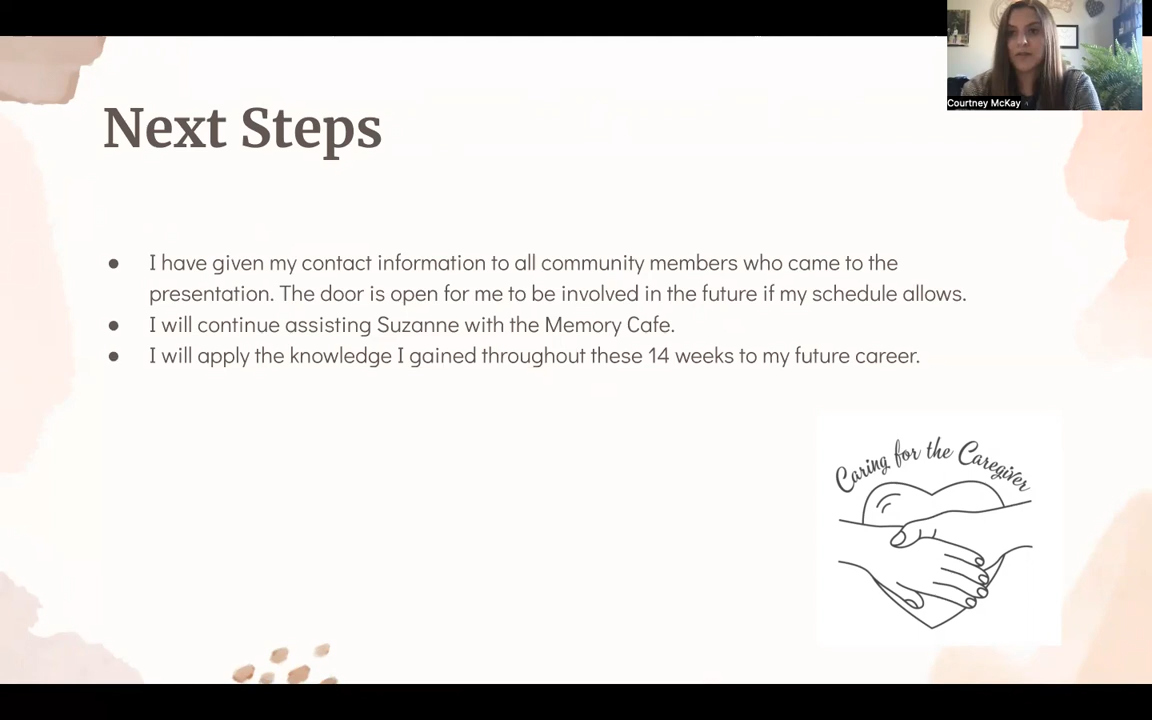 Courtney McKay
Next Steps
● I have given my contact information to all community members who came to the
presentation. The door is open for me to be involved in the future if my schedule allows.
● I will continue assisting Suzanne with the Memory Cafe.
● I will apply the knowledge I gained throughout these 14 weeks to my future career.
Caring for the Caregiver